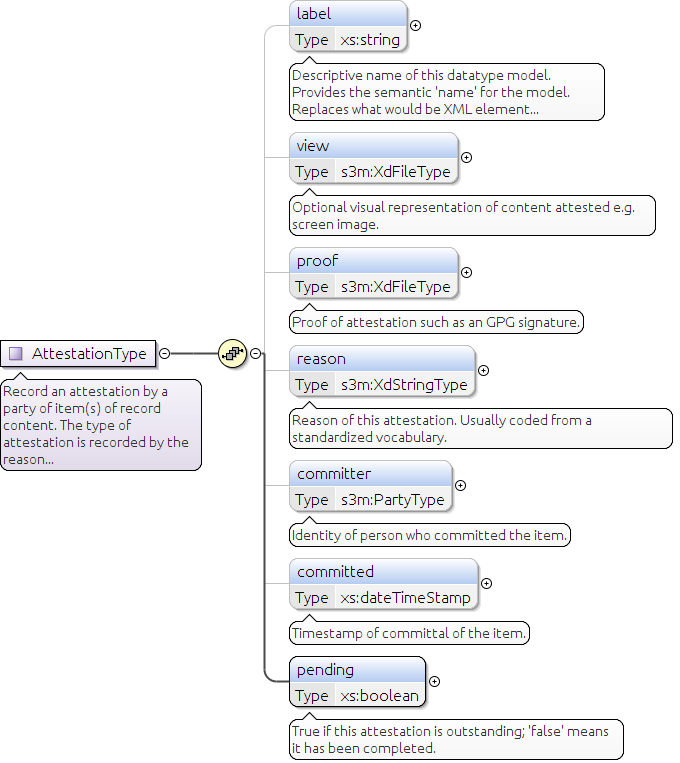 label
Type xs:string
Descriptive name of this datatype model.
Provides the semantic 'name' for the model.
Replaces what would be XML element...
view
Type s3m:XdFileType
Optional visual representation of content attested e.g.
screen image.
proof
Type s3m:XdFileType
Proof of attestation such as an GPG signature.
AttestationType
Record an attestation by a
party of item(s) of record
content. The type of
attestation is recorded by the
reason...
reason
Type s3m:XdStringType
Reason of this attestation. Usually coded from a
standardized vocabulary.
committer
Type s3m:PartyType
Identity of person who committed the item.
committed
Type xs:dateTimeStamp
Timestamp of committal of the item.
pending
Type xs:boolean
True if this attestation is outstanding; 'false' means
it has been completed.